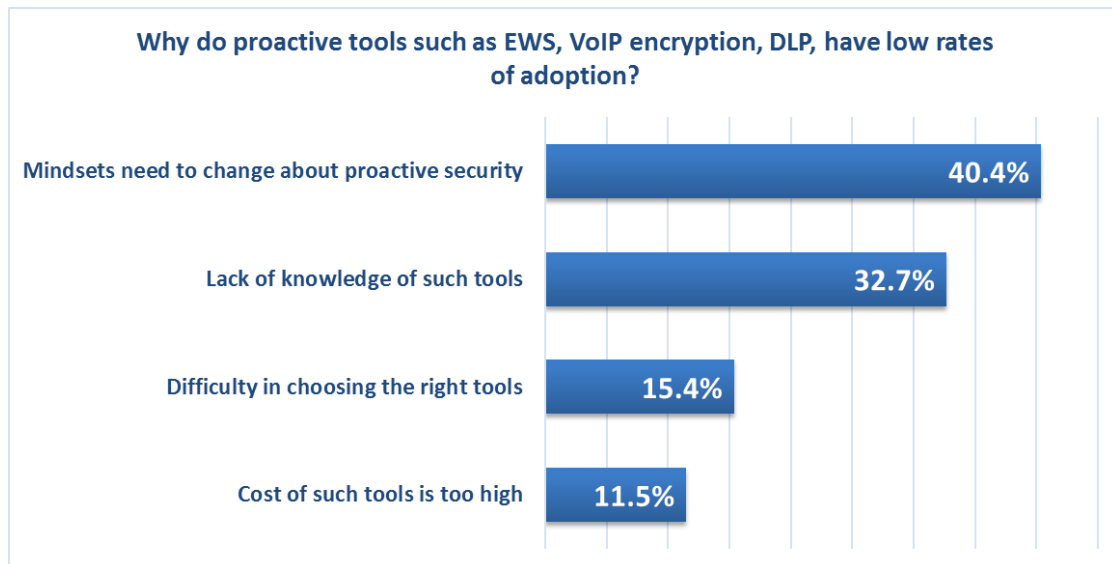 Why do proactive tools such as EWS, VoIP encryption, DLP, have low rates
of adoption?
Mindsets need to change about proactive security
40.4%
Lack of knowledge of such tools
32.7%
Difficulty in choosing the right tools
15.4%
Cost of such tools is too high
11.5%